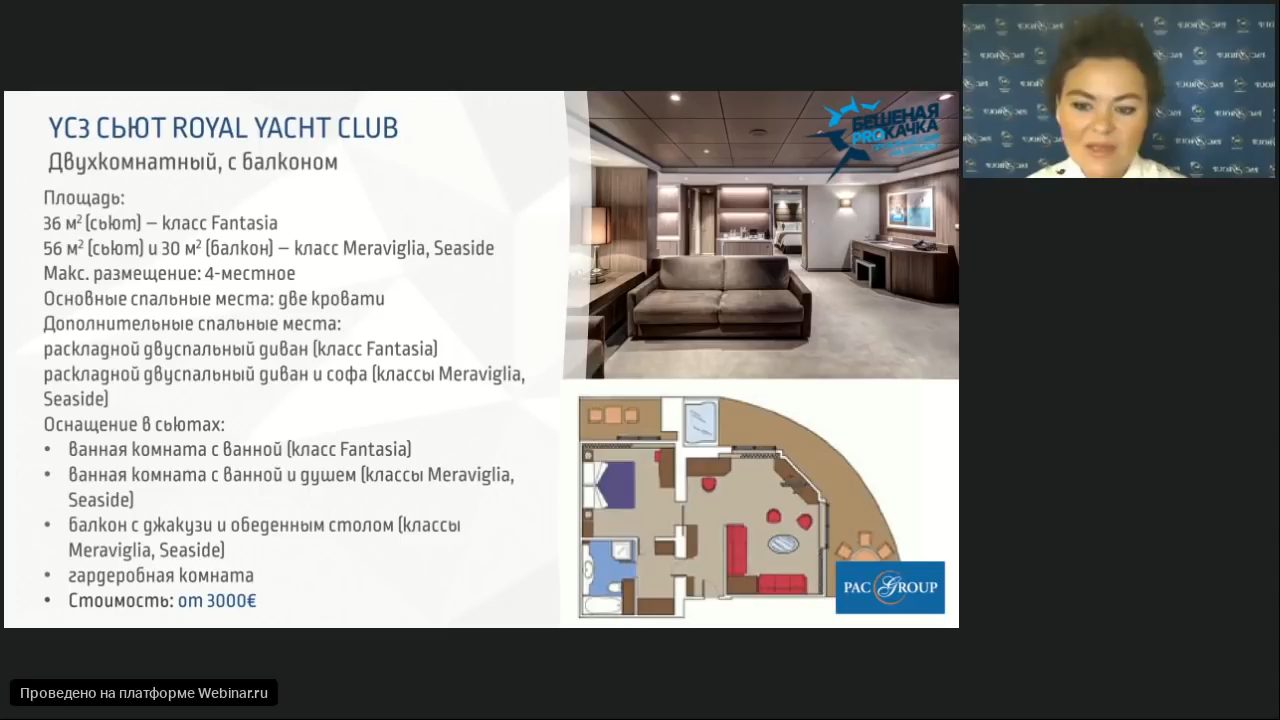 YC3 СЬЮТ ROYAL YACHT CLUB
Двухкомнатный, с балконом
Площадь:
36 м² (сьют) – класс Fantasia
56 м² (сьют) и 30 м² (балкон) – класс Meraviglia, Seaside
Макс. размещение: 4-местное
Основные спальные места: две кровати
Дополнительные спальные места:
раскладной двуспальный диван (класс Fantasia)
раскладной двуспальный диван и софа (классы Meraviglia,
Seaside)
Оснащение в сьютах:
• ванная комната с ванной (класс Fantasia)
• ванная комната с ванной и душем (классы Meraviglia,
Seaside)
• балкон с джакузи и обеденным столом (классы
Meraviglia, Seaside)
• гардеробная комната
• Стоимость: от 3000€
БЕШЕНАЯ
PROКАЧКА
PAC GROUP
Проведено на платформе Webinar.ru